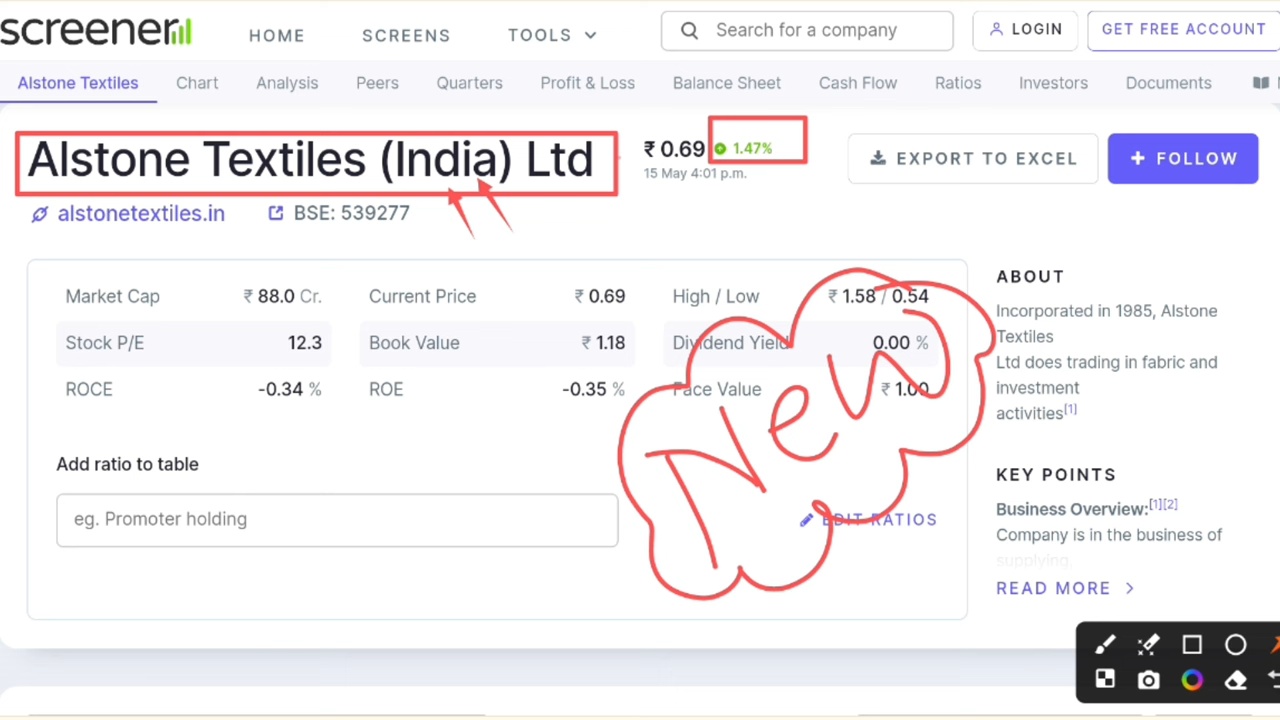 screener
HOME SCREENS TOOLS
Search for a company
LOGIN
GET FREE ACCOUNT
Alstone Textiles Chart Analysis Peers Quarters Profit & Loss Balance Sheet Cash Flow Ratios Investors Documents
Alstone Textiles (India) Ltd
₹ 0.69 1.47%
15 May 4:01 p.m.
EXPORT TO EXCEL
+ FOLLOW
alstonetextiles.in BSE: 539277
Market Cap ₹ 88.0 Cr. Current Price ₹ 0.69 High / Low ₹ 1.58 / 0.54
Stock P/E 12.3 Book Value ₹ 1.18 Dividend Yield 0.00 %
ROCE -0.34 % ROE -0.35 % Face Value ₹ 1.00
New
Add ratio to table
eg. Promoter holding
EDIT RATIOS
ABOUT
Incorporated in 1985, Alstone
Textiles
Ltd does trading in fabric and
investment
activities[1]
KEY POINTS
Business Overview:[1][2]
Company is in the business of
supplying,
READ MORE